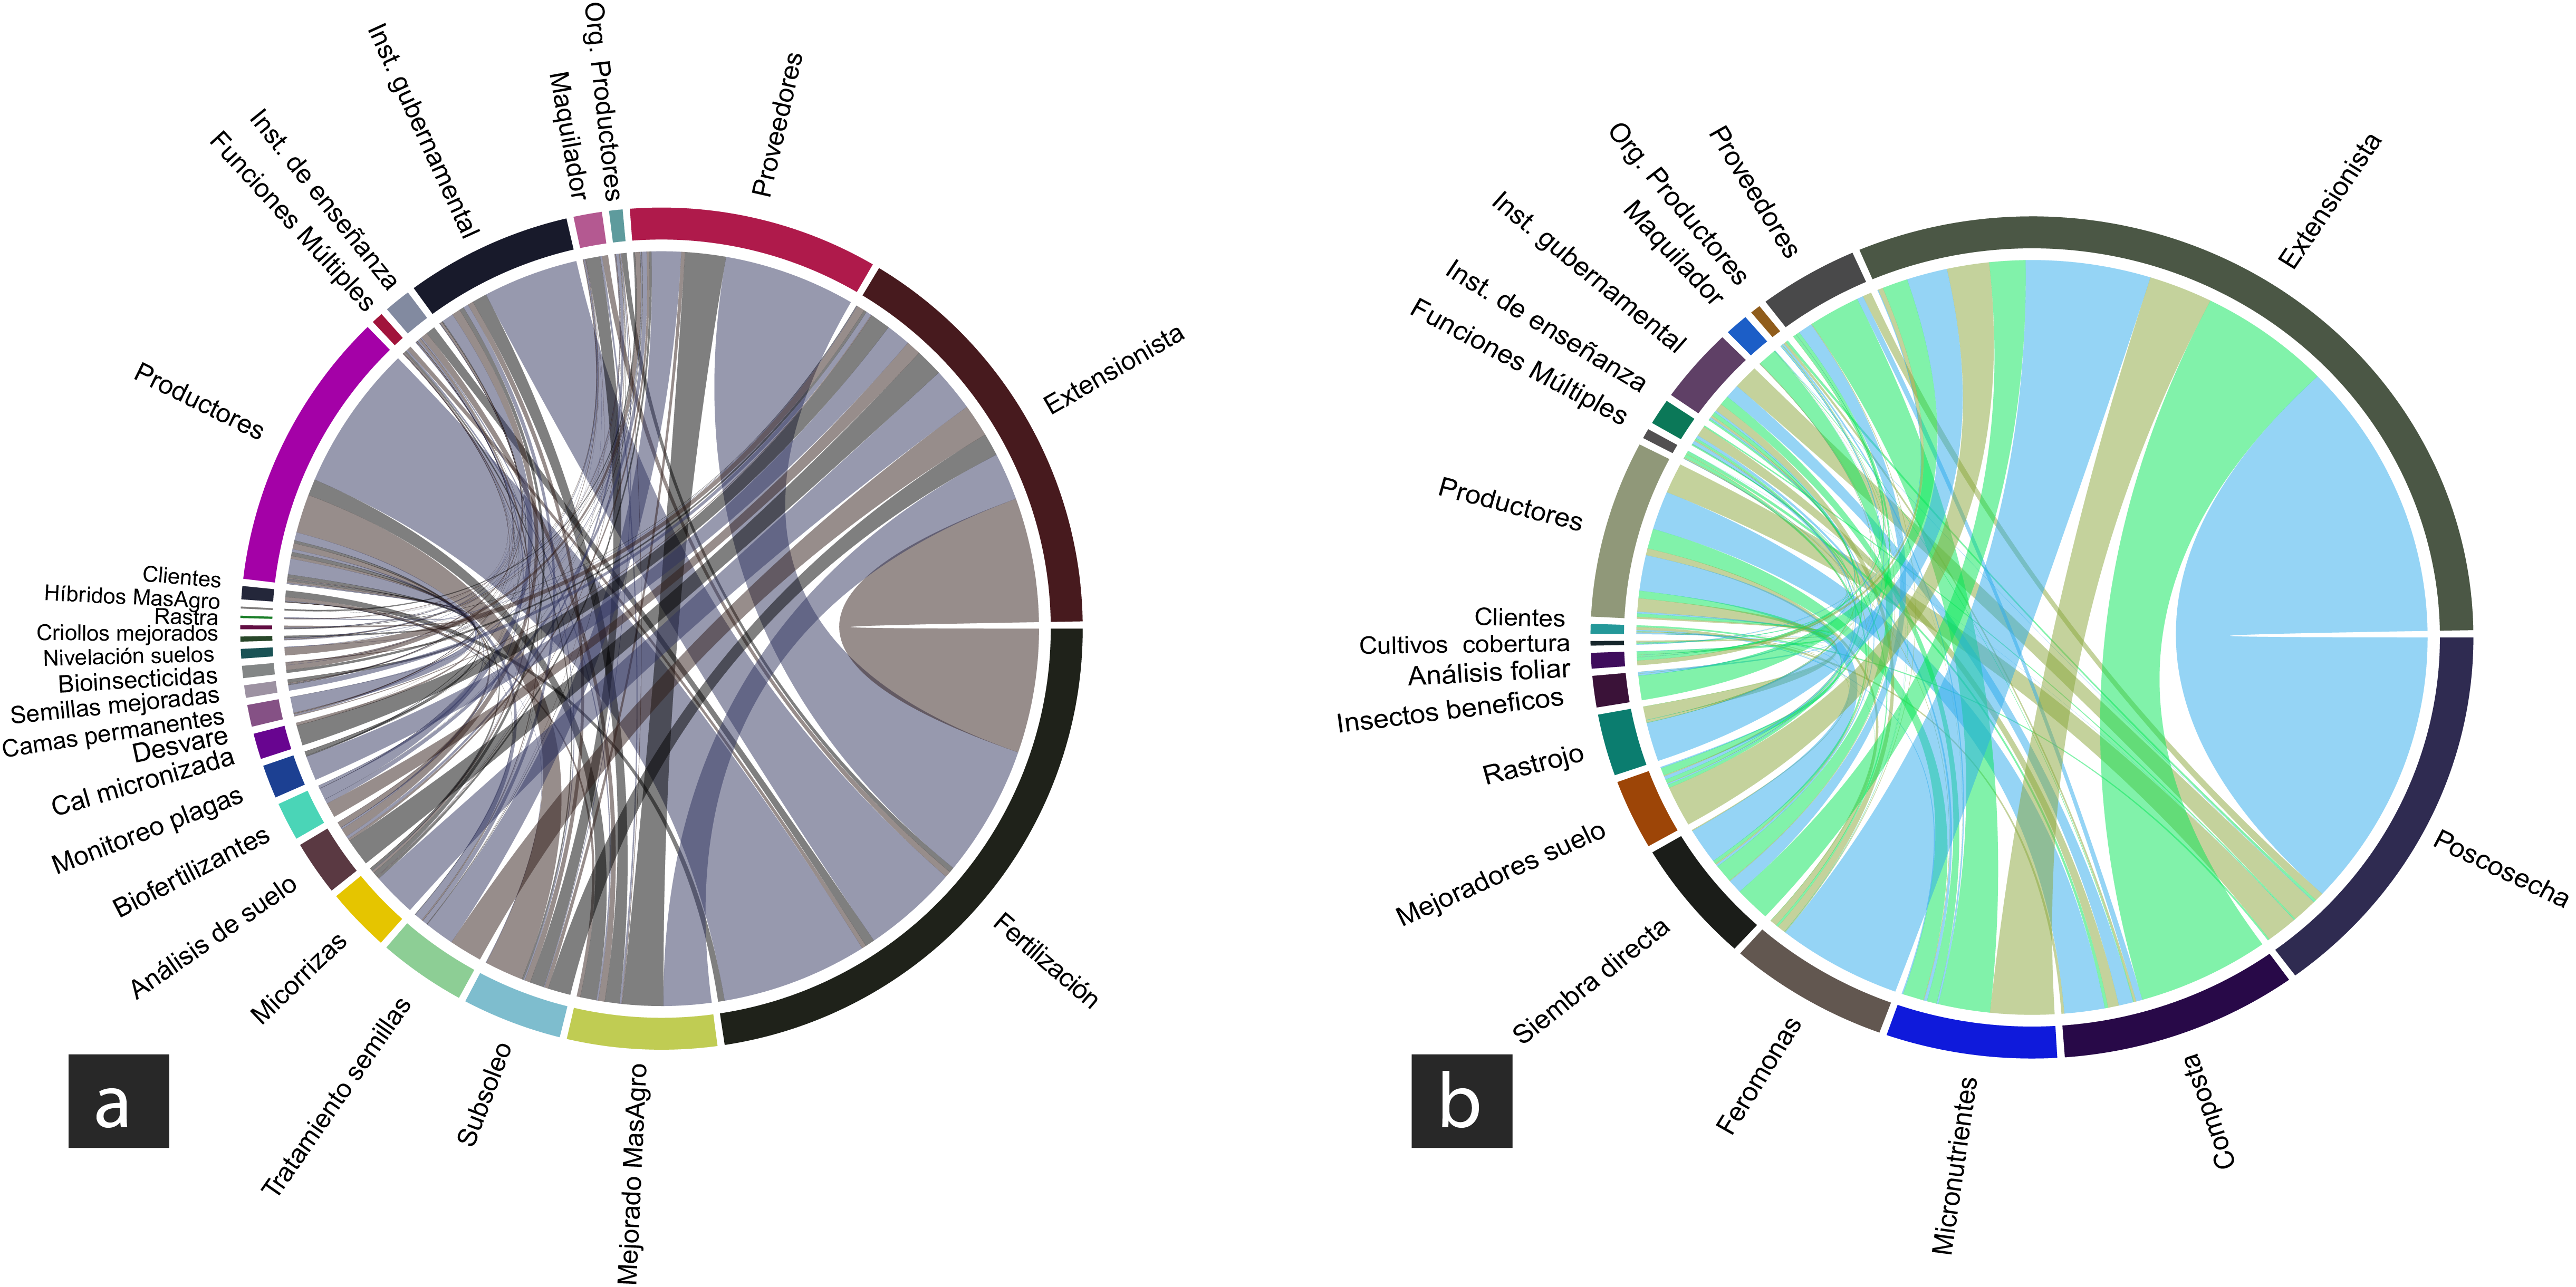 Org. Productores
Proveedores
Inst. gubernamental
Maquilador
Inst. de enseñanza
Funciones Múltiples
Extensionista
Productores
Clientes
Híbridos MasAgro
Rastra
Criollos mejorados
Nivelación suelos
Bioinsecticidas
Semillas mejoradas
Camas permanentes
Desvare
Cal micronizada
Monitoreo plagas
Biofertilizantes
Análisis de suelo
Micorrizas
Tratamiento semillas
Subsoleo
Mejorado MasAgro
Fertilización
a
Proveedores
Org. Productores
Maquilador
Inst. gubernamental
Inst. de enseñanza
Funciones Múltiples
Extensionista
Productores
Clientes
Cultivos cobertura
Análisis foliar
Insectos beneficos
Rastrojo
Mejoradores suelo
Siembra directa
Feromonas
Micronutrientes
Composta
Poscosecha
b